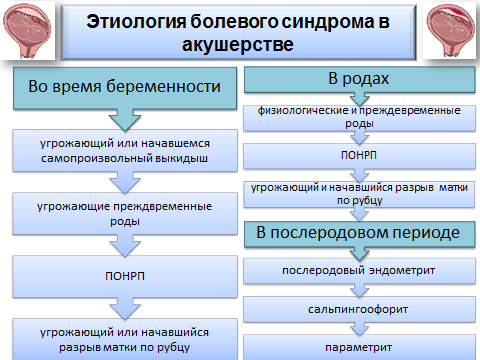 Этиология болевого синдрома в
акушерстве
Во время беременности
угрожающий или начавшемся
самопроизвольный выкидыш
угрожающие преждвременные
роды
ПОНРП
угрожающий или начавшийся
разрыв матки по рубцу
В родах
физиологические и преждевременные
роды
ПОНРП
угрожающий и начавшийся разрыв матки
по рубцу
В послеродовом периоде
послеродовый эндометрит
сальпингоофорит
параметрит